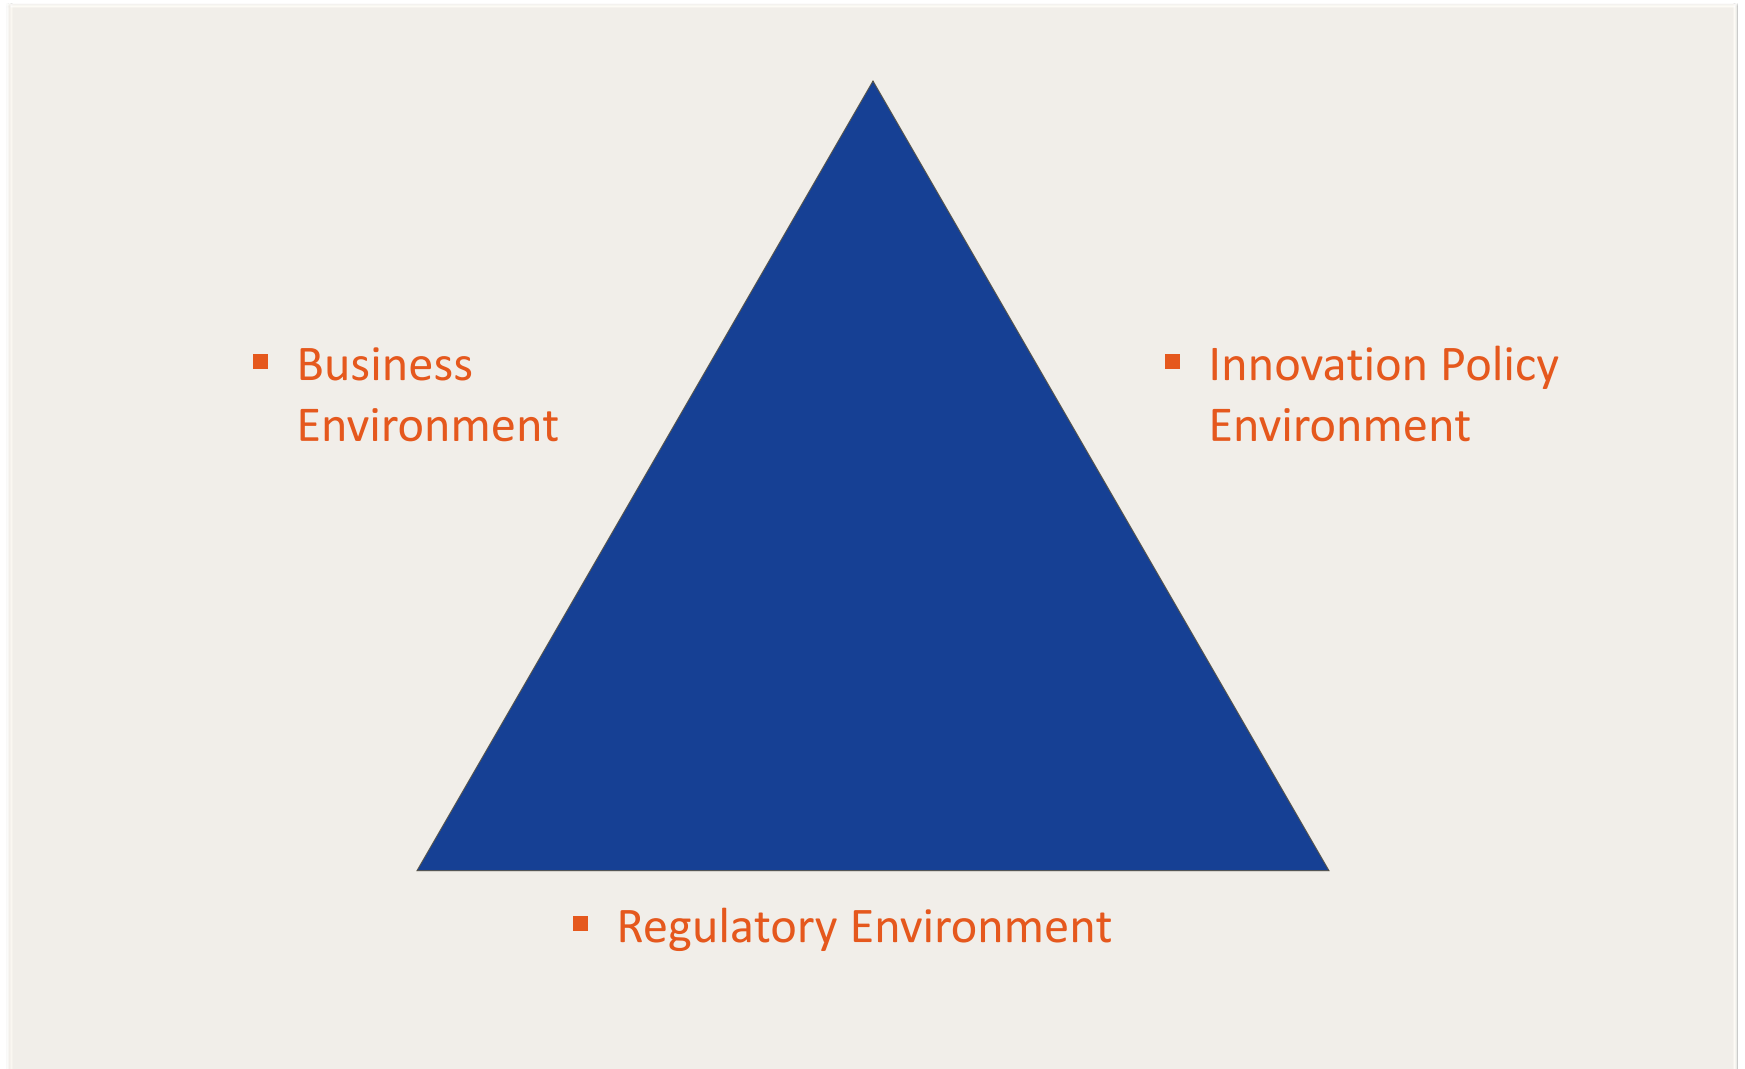 ▪ Business
Environment
▪ Innovation Policy
Environment
▪ Regulatory Environment